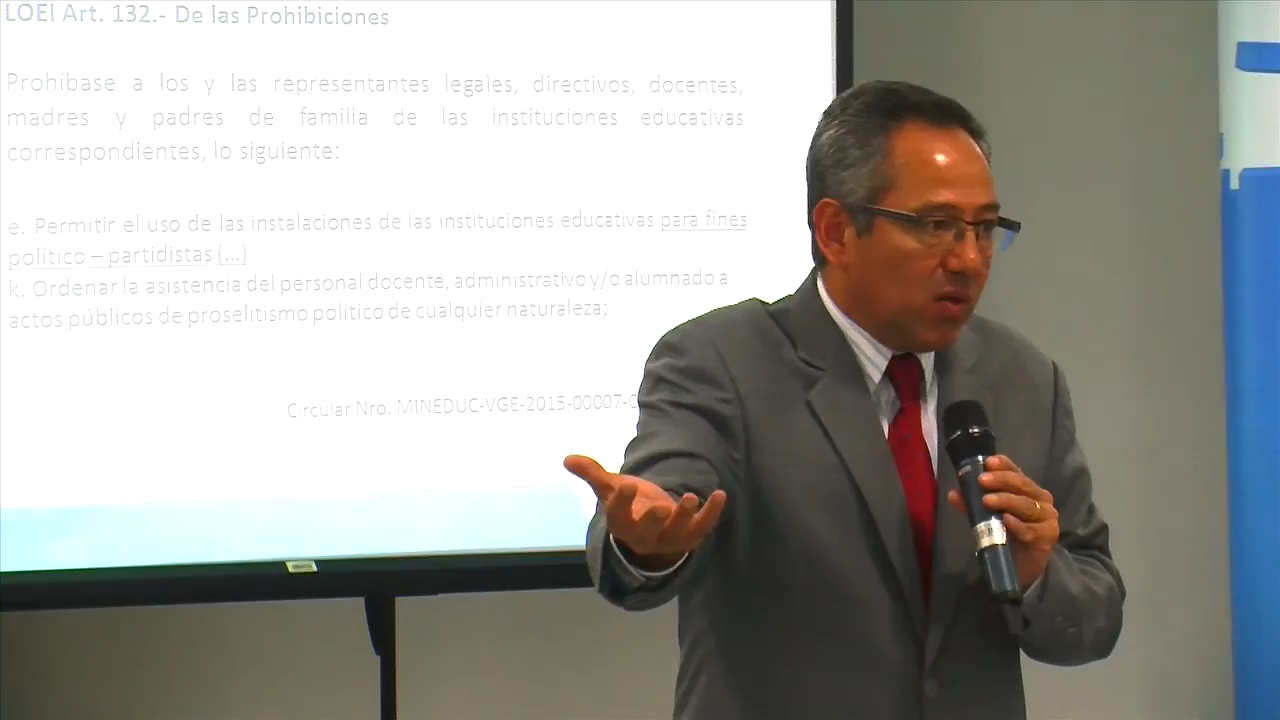 LOEI Art. 132.- De las Prohibiciones
Prohíbase a los y las representantes legales, directivos, docentes,
madres y padres de familia de las instituciones educativas
correspondientes, lo siguiente:
e. Permitir el uso de las instalaciones de las instituciones educativas para fines
político – partidistas (...)
k. Ordenar la asistencia del personal docente, administrativo y/o alumnado a
actos públicos de proselitismo político de cualquier naturaleza;
Circular Nro. MINEDUC-VGE-2015-00007-C